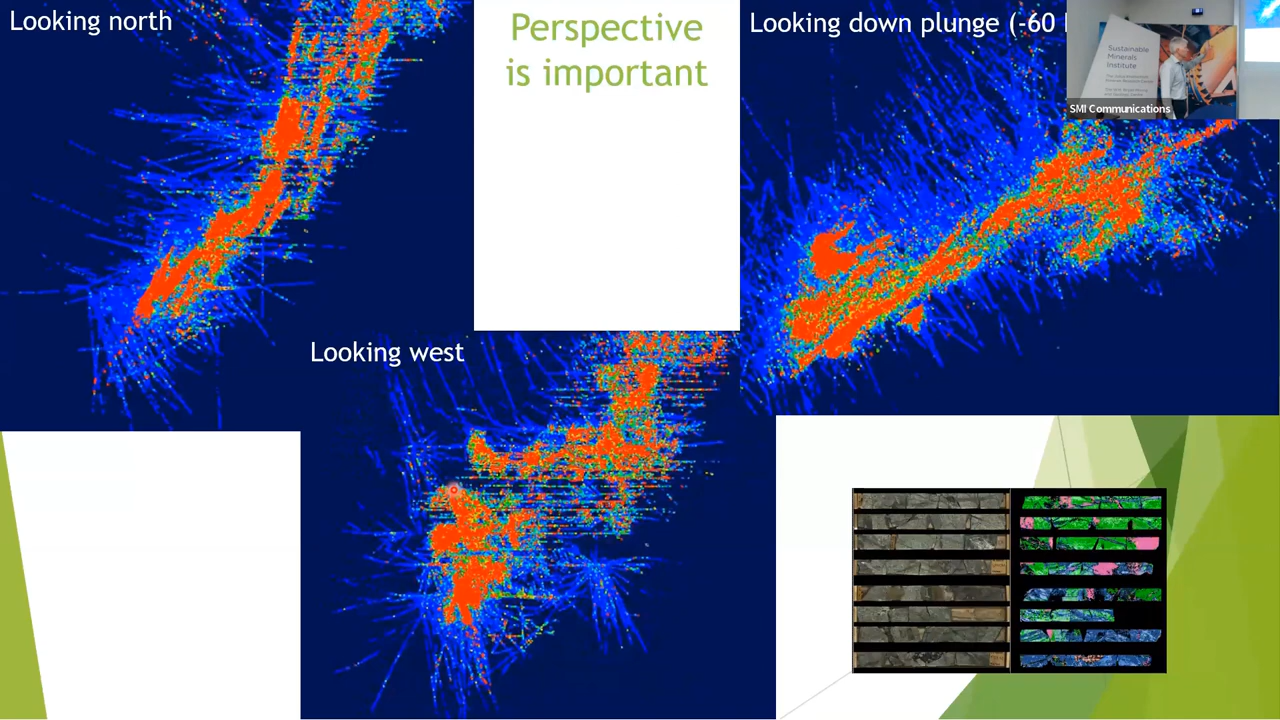 Looking north
Perspective
is important
Looking down plunge (-60
Sustainable
Minerals
Institute
SMI Communications
Looking west